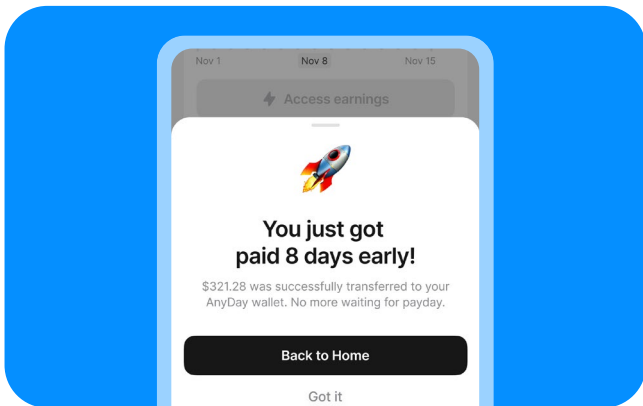 Nov 1 Nov 8 Nov 15
Access earnings
You just got
paid 8 days early!
$321.28 was successfully transferred to your
AnyDay wallet. No more waiting for payday.
Back to Home
Got it